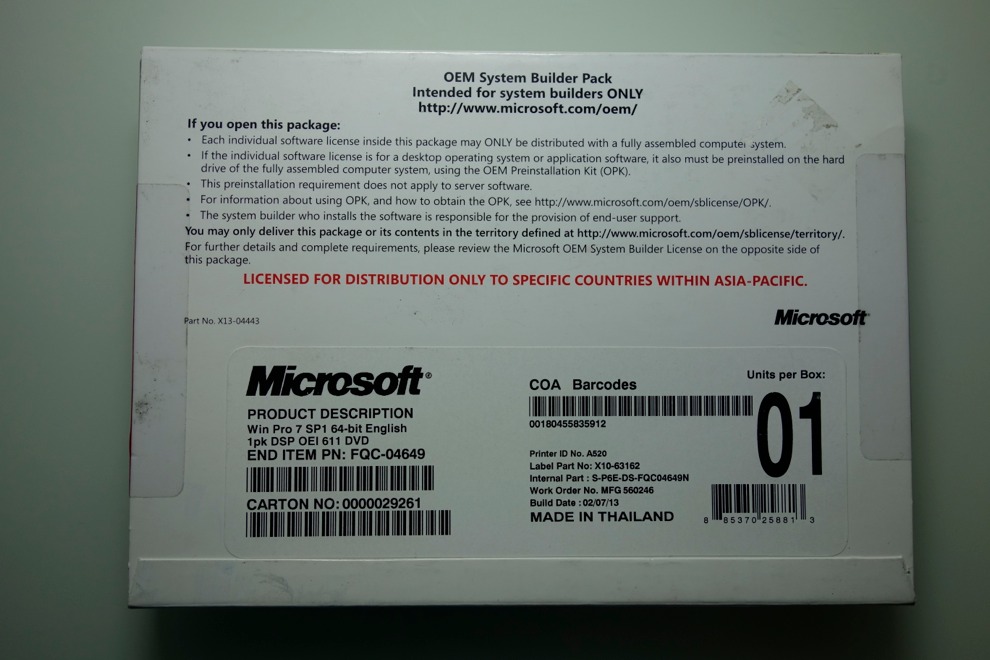 OEM System Builder Pack
Intended for system builders ONLY
http://www.microsoft.com/oem/
If you open this package:
• Each individual software license inside this package may ONLY be distributed with a fully assembled computer system.
• If the individual software license is for a desktop operating system or application software, it also must be preinstalled on the hard
drive of the fully assembled computer system, using the OEM Preinstallation Kit (OPK).
• This preinstallation requirement does not apply to server software.
• For information about using OPK, and how to obtain the OPK, see http://www.microsoft.com/oem/sblicense/OPK/.
• The system builder who installs the software is responsible for the provision of end-user support.
You may only deliver this package or its contents in the territory defined at http://www.microsoft.com/oem/sblicense/territory/.
For further details and complete requirements, please review the Microsoft OEM System Builder License on the opposite side of
this package.
LICENSED FOR DISTRIBUTION ONLY TO SPECIFIC COUNTRIES WITHIN ASIA-PACIFIC.
Part No. X13-04443
Microsoft
Microsoft®
PRODUCT DESCRIPTION
Win Pro 7 SP1 64-bit English
1pk DSP OEI 611 DVD
END ITEM PN: FQC-04649
CARTON NO: 0000029261
COA Barcodes
00180455835912
Printer ID No. A520
Label Part No: X10-63162
Internal Part : S-P6E-DS-FQC04649N
Work Order No. MFG 560246
Build Date : 02/07/13
MADE IN THAILAND
Units per Box:
01
8 85370 25881 3